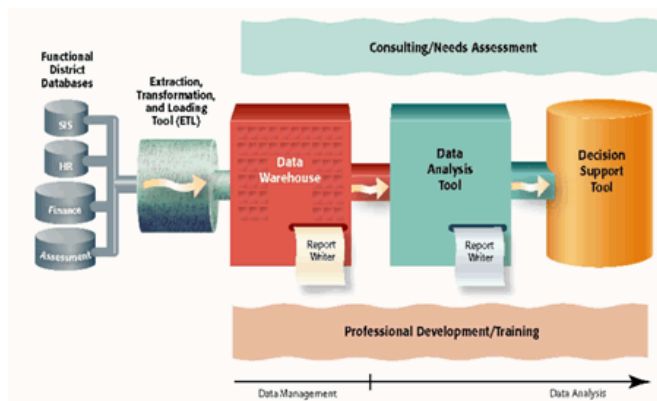 Consulting/Needs Assessment
Functional
District
Databases
Extraction,
Transformation,
and Loading
Tool (ETL)
SIS
HR
Finance
Assessment
Data
Warehouse
Report
Writer
Data
Analysis
Tool
Report
Writer
Decision
Support
Tool
Professional Development/Training
Data Management
Data Analysis